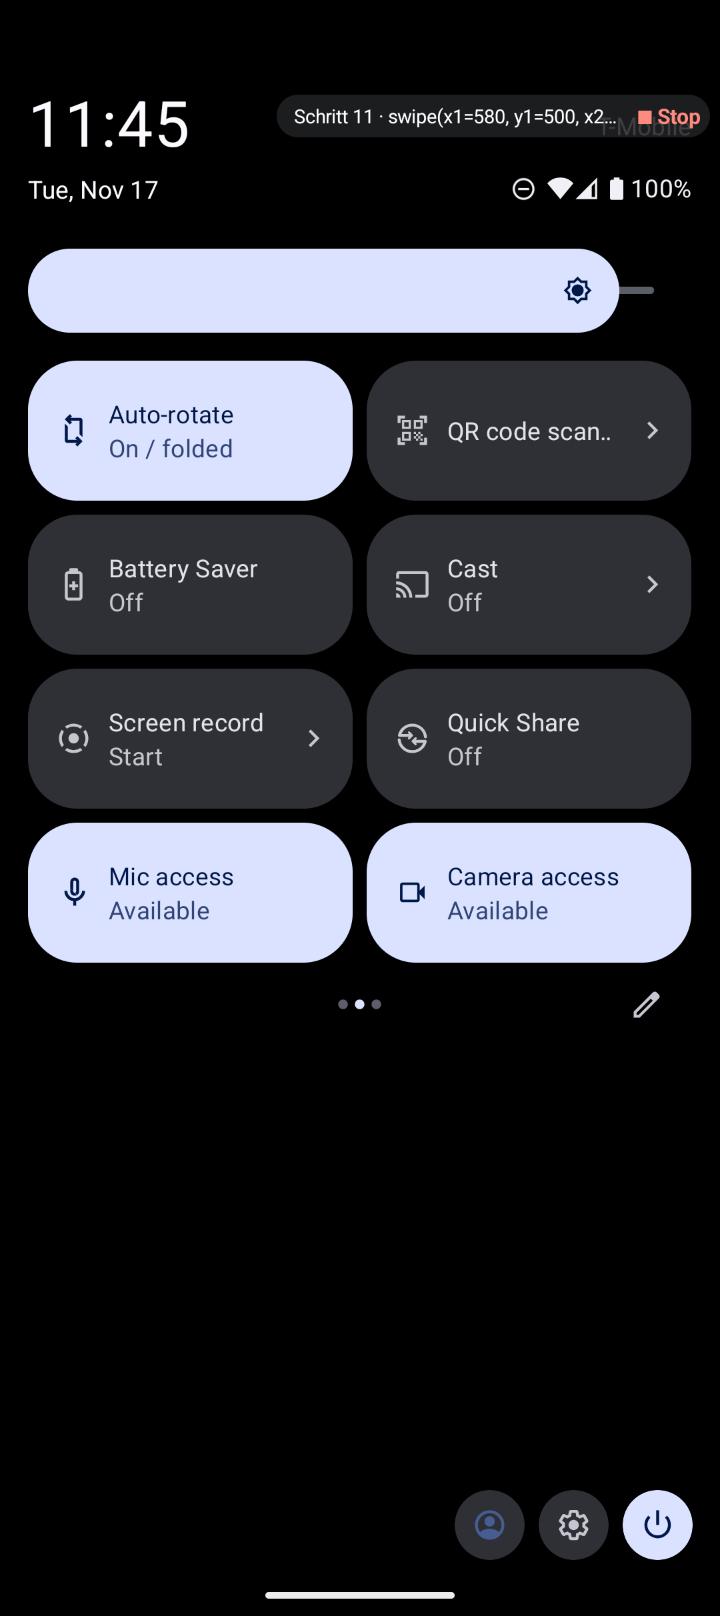 11:45
Schritt 11 · swipe(x1=580, y1=500, x2...
Stop
T-Mobile
Tue, Nov 17
100%
Auto-rotate
On / folded
QR code scan..
Battery Saver
Off
Cast
Off
Screen record
Start
Quick Share
Off
Mic access
Available
Camera access
Available